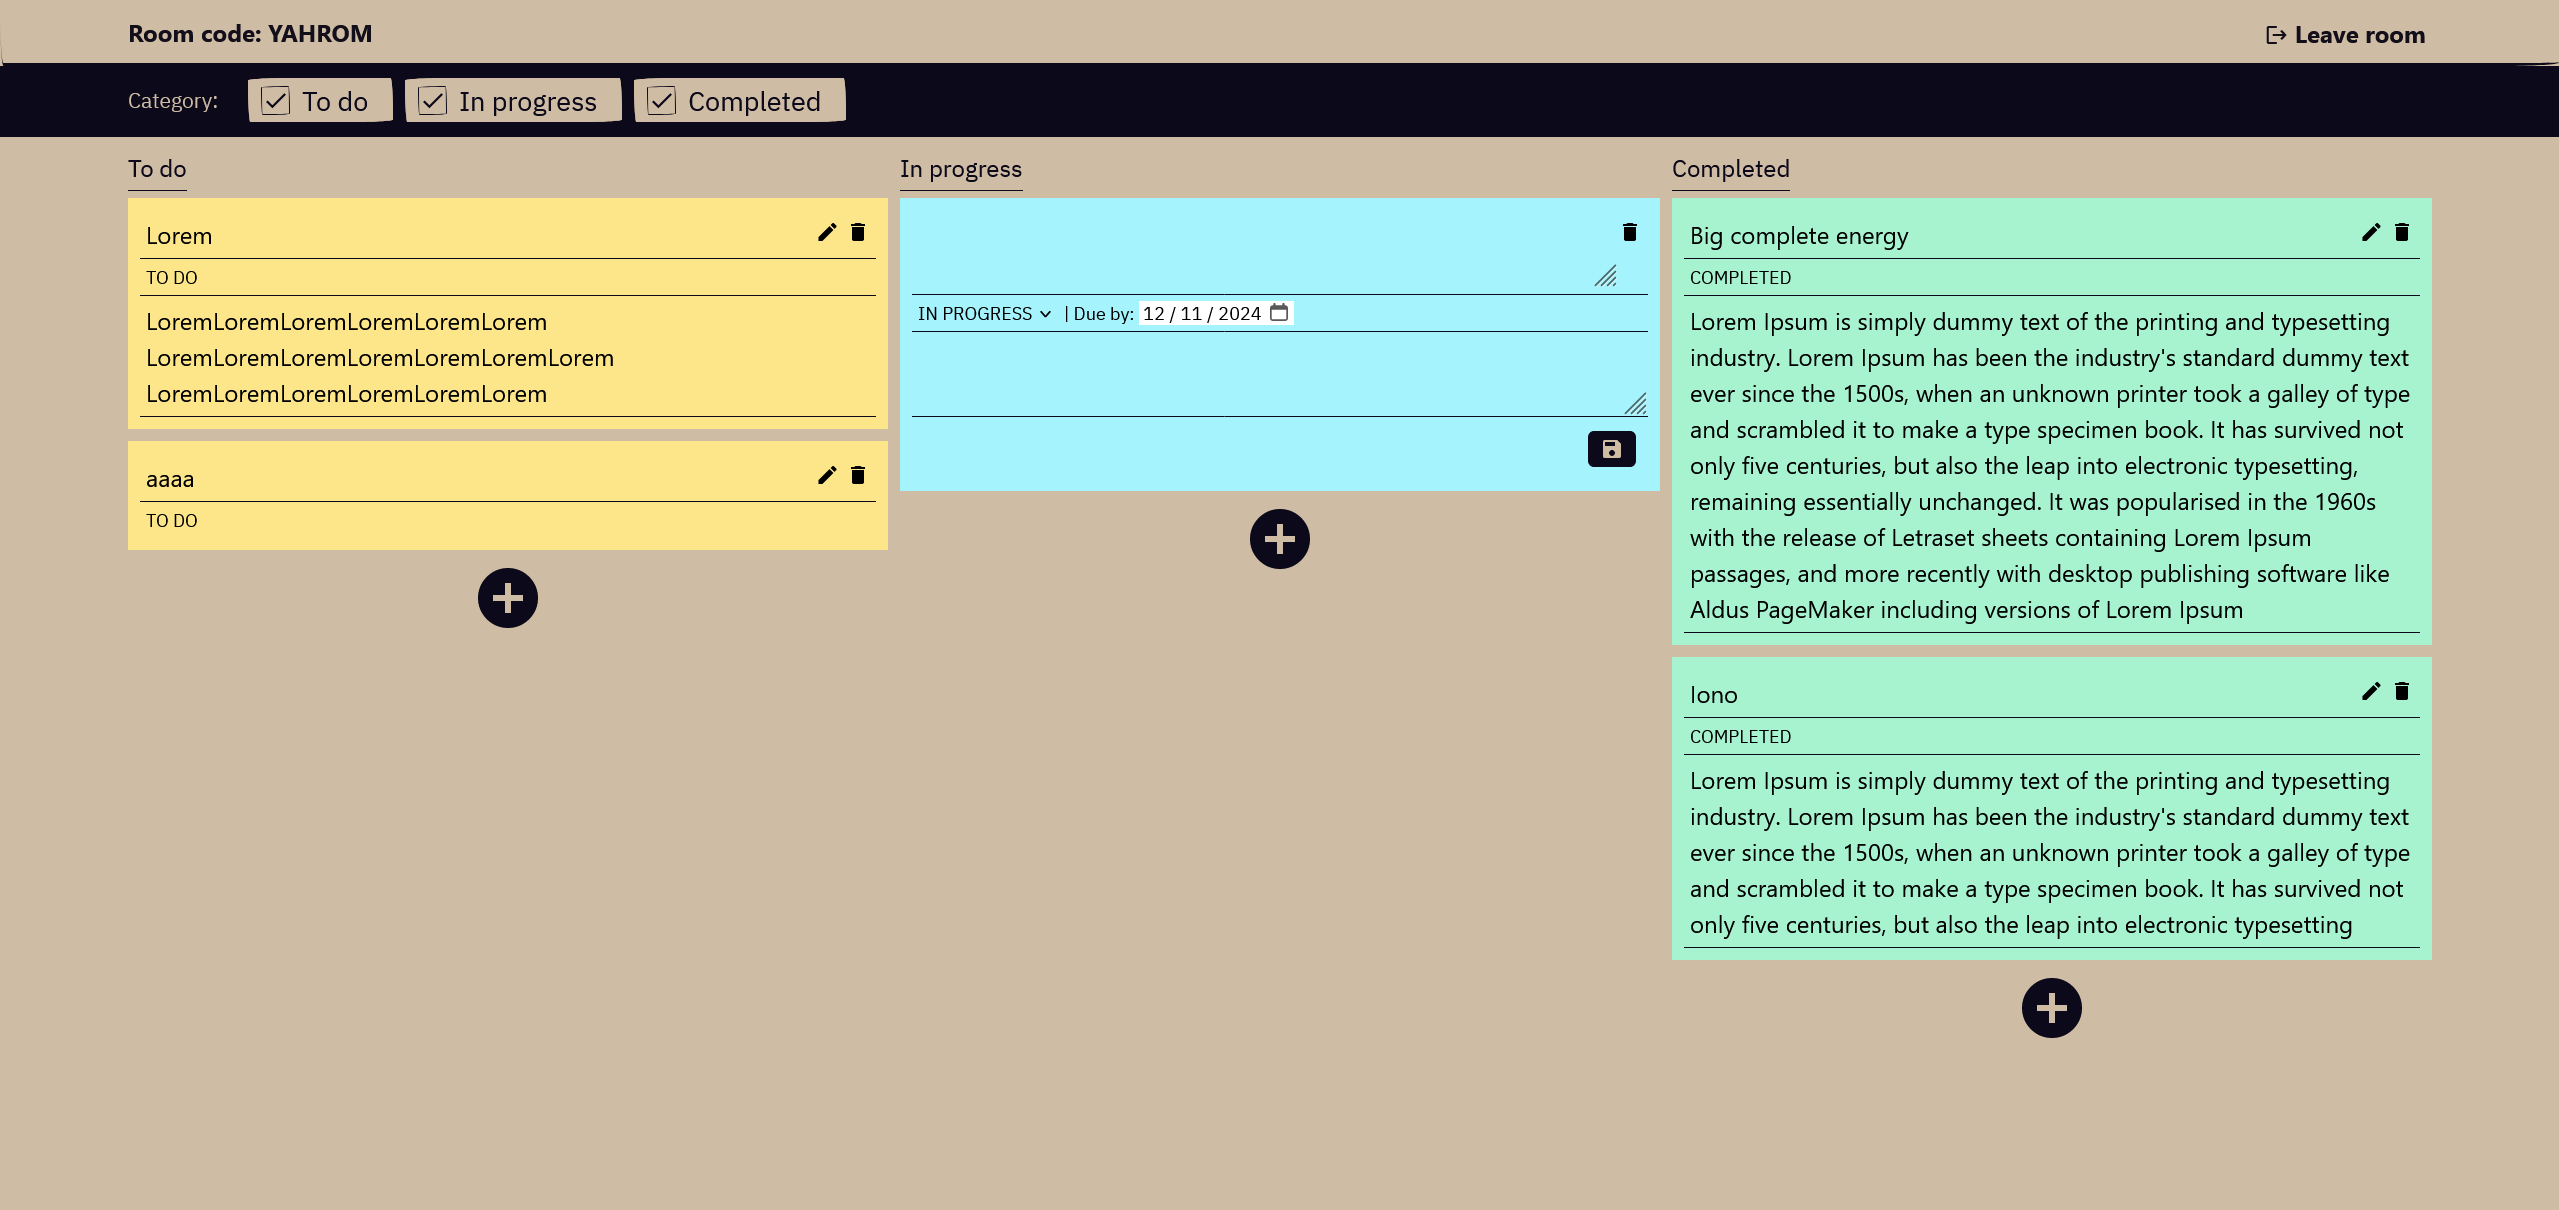 Room code: YAHROM
Leave room
Category:
To do
In progress
Completed
To do
Lorem
TO DO
LoremLoremLoremLoremLoremLorem
LoremLoremLoremLoremLoremLoremLorem
LoremLoremLoremLoremLoremLorem
aaaa
TO DO
In progress
IN PROGRESS | Due by: 12 / 11 / 2024
Completed
Big complete energy
COMPLETED
Lorem Ipsum is simply dummy text of the printing and typesetting
industry. Lorem Ipsum has been the industry's standard dummy text
ever since the 1500s, when an unknown printer took a galley of type
and scrambled it to make a type specimen book. It has survived not
only five centuries, but also the leap into electronic typesetting,
remaining essentially unchanged. It was popularised in the 1960s
with the release of Letraset sheets containing Lorem Ipsum
passages, and more recently with desktop publishing software like
Aldus PageMaker including versions of Lorem Ipsum
Iono
COMPLETED
Lorem Ipsum is simply dummy text of the printing and typesetting
industry. Lorem Ipsum has been the industry's standard dummy text
ever since the 1500s, when an unknown printer took a galley of type
and scrambled it to make a type specimen book. It has survived not
only five centuries, but also the leap into electronic typesetting